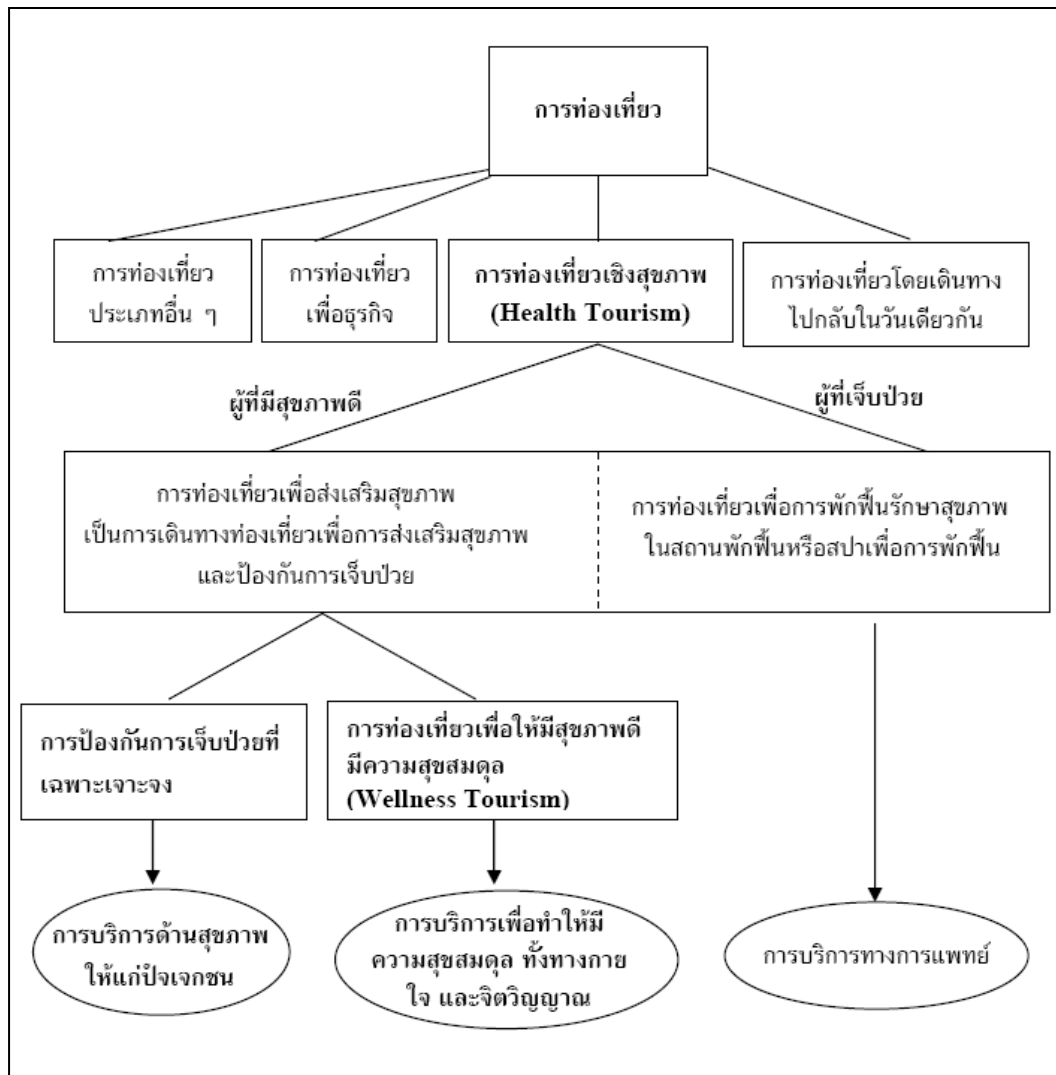 การท่องเที่ยว
การท่องเที่ยว
ประเภทอื่น ๆ
การท่องเที่ยว
เพื่อธุรกิจ
การท่องเที่ยวเชิงสุขภาพ
(Health Tourism)
การท่องเที่ยวโดยเดินทาง
ไปกลับในวันเดียวกัน
ผู้ที่มีสุขภาพดี
ผู้ที่เจ็บป่วย
การท่องเที่ยวเพื่อส่งเสริมสุขภาพ
เป็นการเดินทางท่องเที่ยวเพื่อการส่งเสริมสุขภาพ
และป้องกันการเจ็บป่วย
การท่องเที่ยวเพื่อการพักฟื้นรักษาสุขภาพ
ในสถานพักฟื้นหรือสปาเพื่อการพักฟื้น
การป้องกันการเจ็บป่วยที่
เฉพาะเจาะจง
การท่องเที่ยวเพื่อให้มีสุขภาพดี
มีความสุขสมดุล
(Wellness Tourism)
การบริการด้านสุขภาพ
ให้แก่ปัจเจกชน
การบริการเพื่อทำให้มี
ความสุขสมดุล ทั้งทางกาย
ใจ และจิตวิญญาณ
การบริการทางการแพทย์